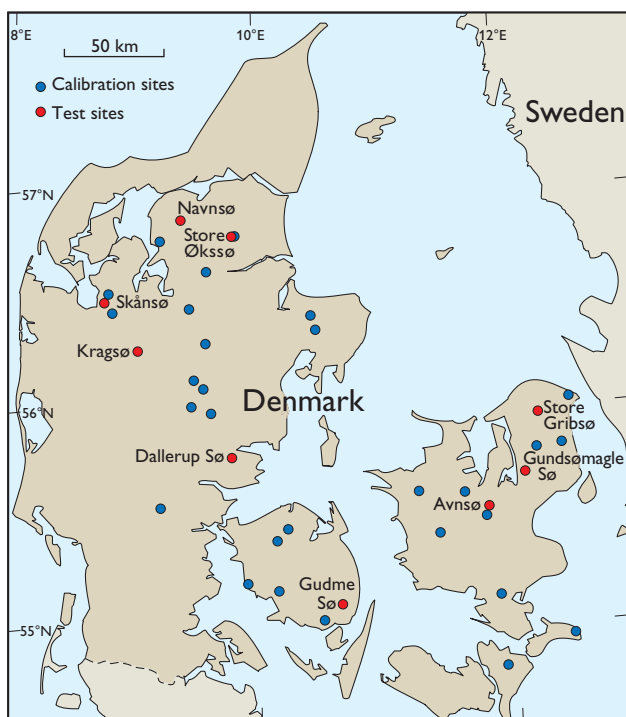 8°E
10°E
12°E
50 km
Calibration sites
Test sites
Sweden
57°N
Navnsø
Store
Økssø
Skånsø
Kragsø
Denmark
56°N
Store
Gribsø
Dallerup Sø
Gundsømagle
Sø
Avnsø
Gudme
Sø
55°N